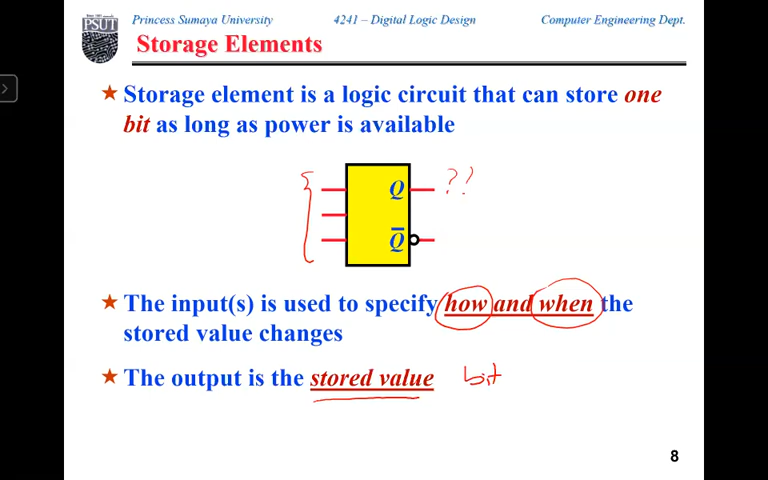 Princess Sumaya University 4241 – Digital Logic Design Computer Engineering Dept.
PSUT
Storage Elements
Storage element is a logic circuit that can store one
bit as long as power is available
Q ??
Q̅
The input(s) is used to specify how and when the
stored value changes
The output is the stored value bit
8